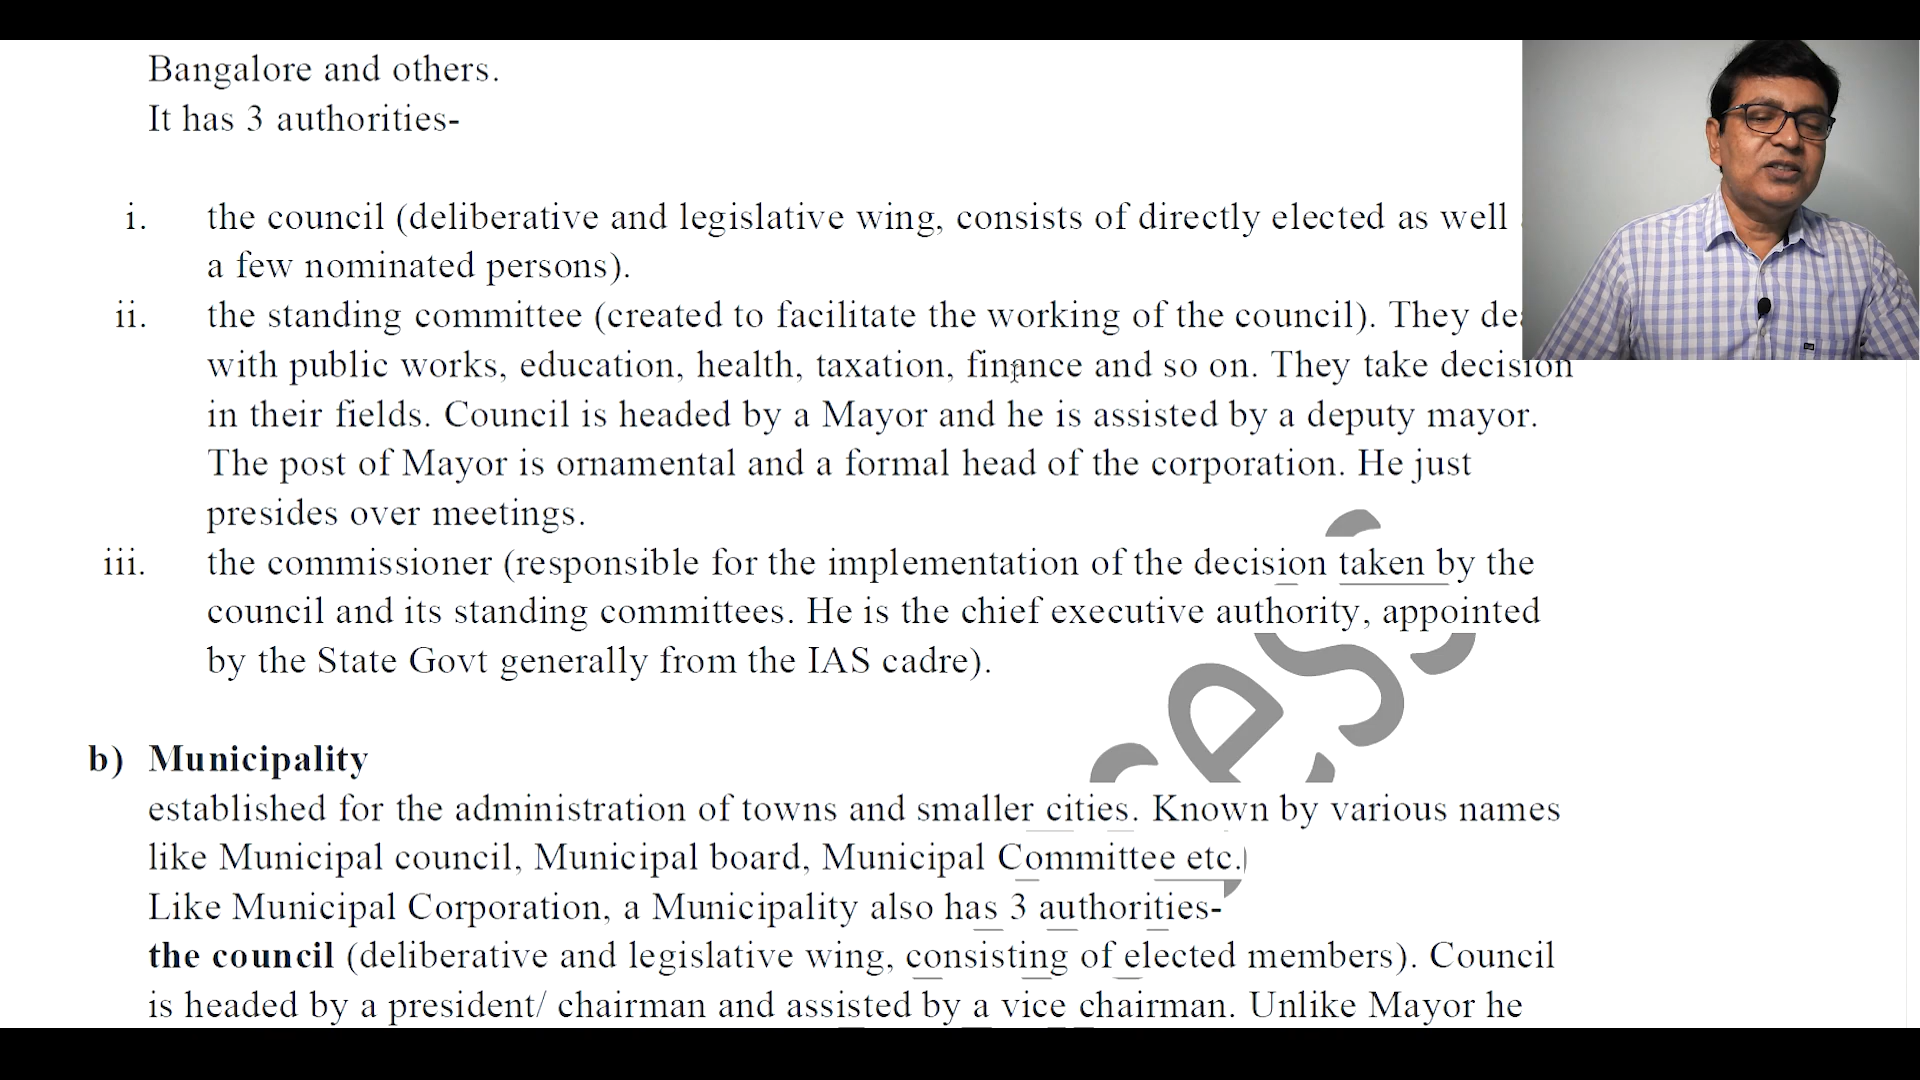 Bangalore and others.
It has 3 authorities-
i. the council (deliberative and legislative wing, consists of directly elected as well
a few nominated persons).
ii. the standing committee (created to facilitate the working of the council). They
with public works, education, health, taxation, finance and so on. They take decision
in their fields. Council is headed by a Mayor and he is assisted by a deputy mayor.
The post of Mayor is ornamental and a formal head of the corporation. He just
presides over meetings.
iii. the commissioner (responsible for the implementation of the decision taken by the
council and its standing committees. He is the chief executive authority, appointed
by the State Govt generally from the IAS cadre).
b) Municipality
established for the administration of towns and smaller cities. Known by various names
like Municipal council, Municipal board, Municipal Committee etc.
Like Municipal Corporation, a Municipality also has 3 authorities-
the council (deliberative and legislative wing, consisting of elected members). Council
is headed by a president/ chairman and assisted by a vice chairman. Unlike Mayor he